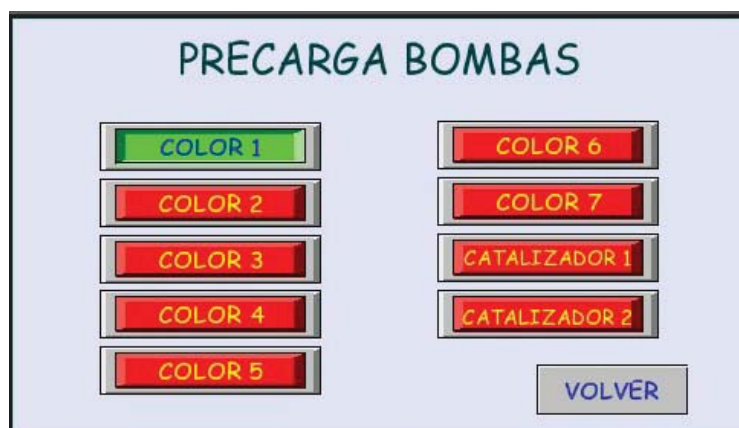 PRECARGA BOMBAS
COLOR 1
COLOR 2
COLOR 3
COLOR 4
COLOR 5
COLOR 6
COLOR 7
CATALIZADOR 1
CATALIZADOR 2
VOLVER